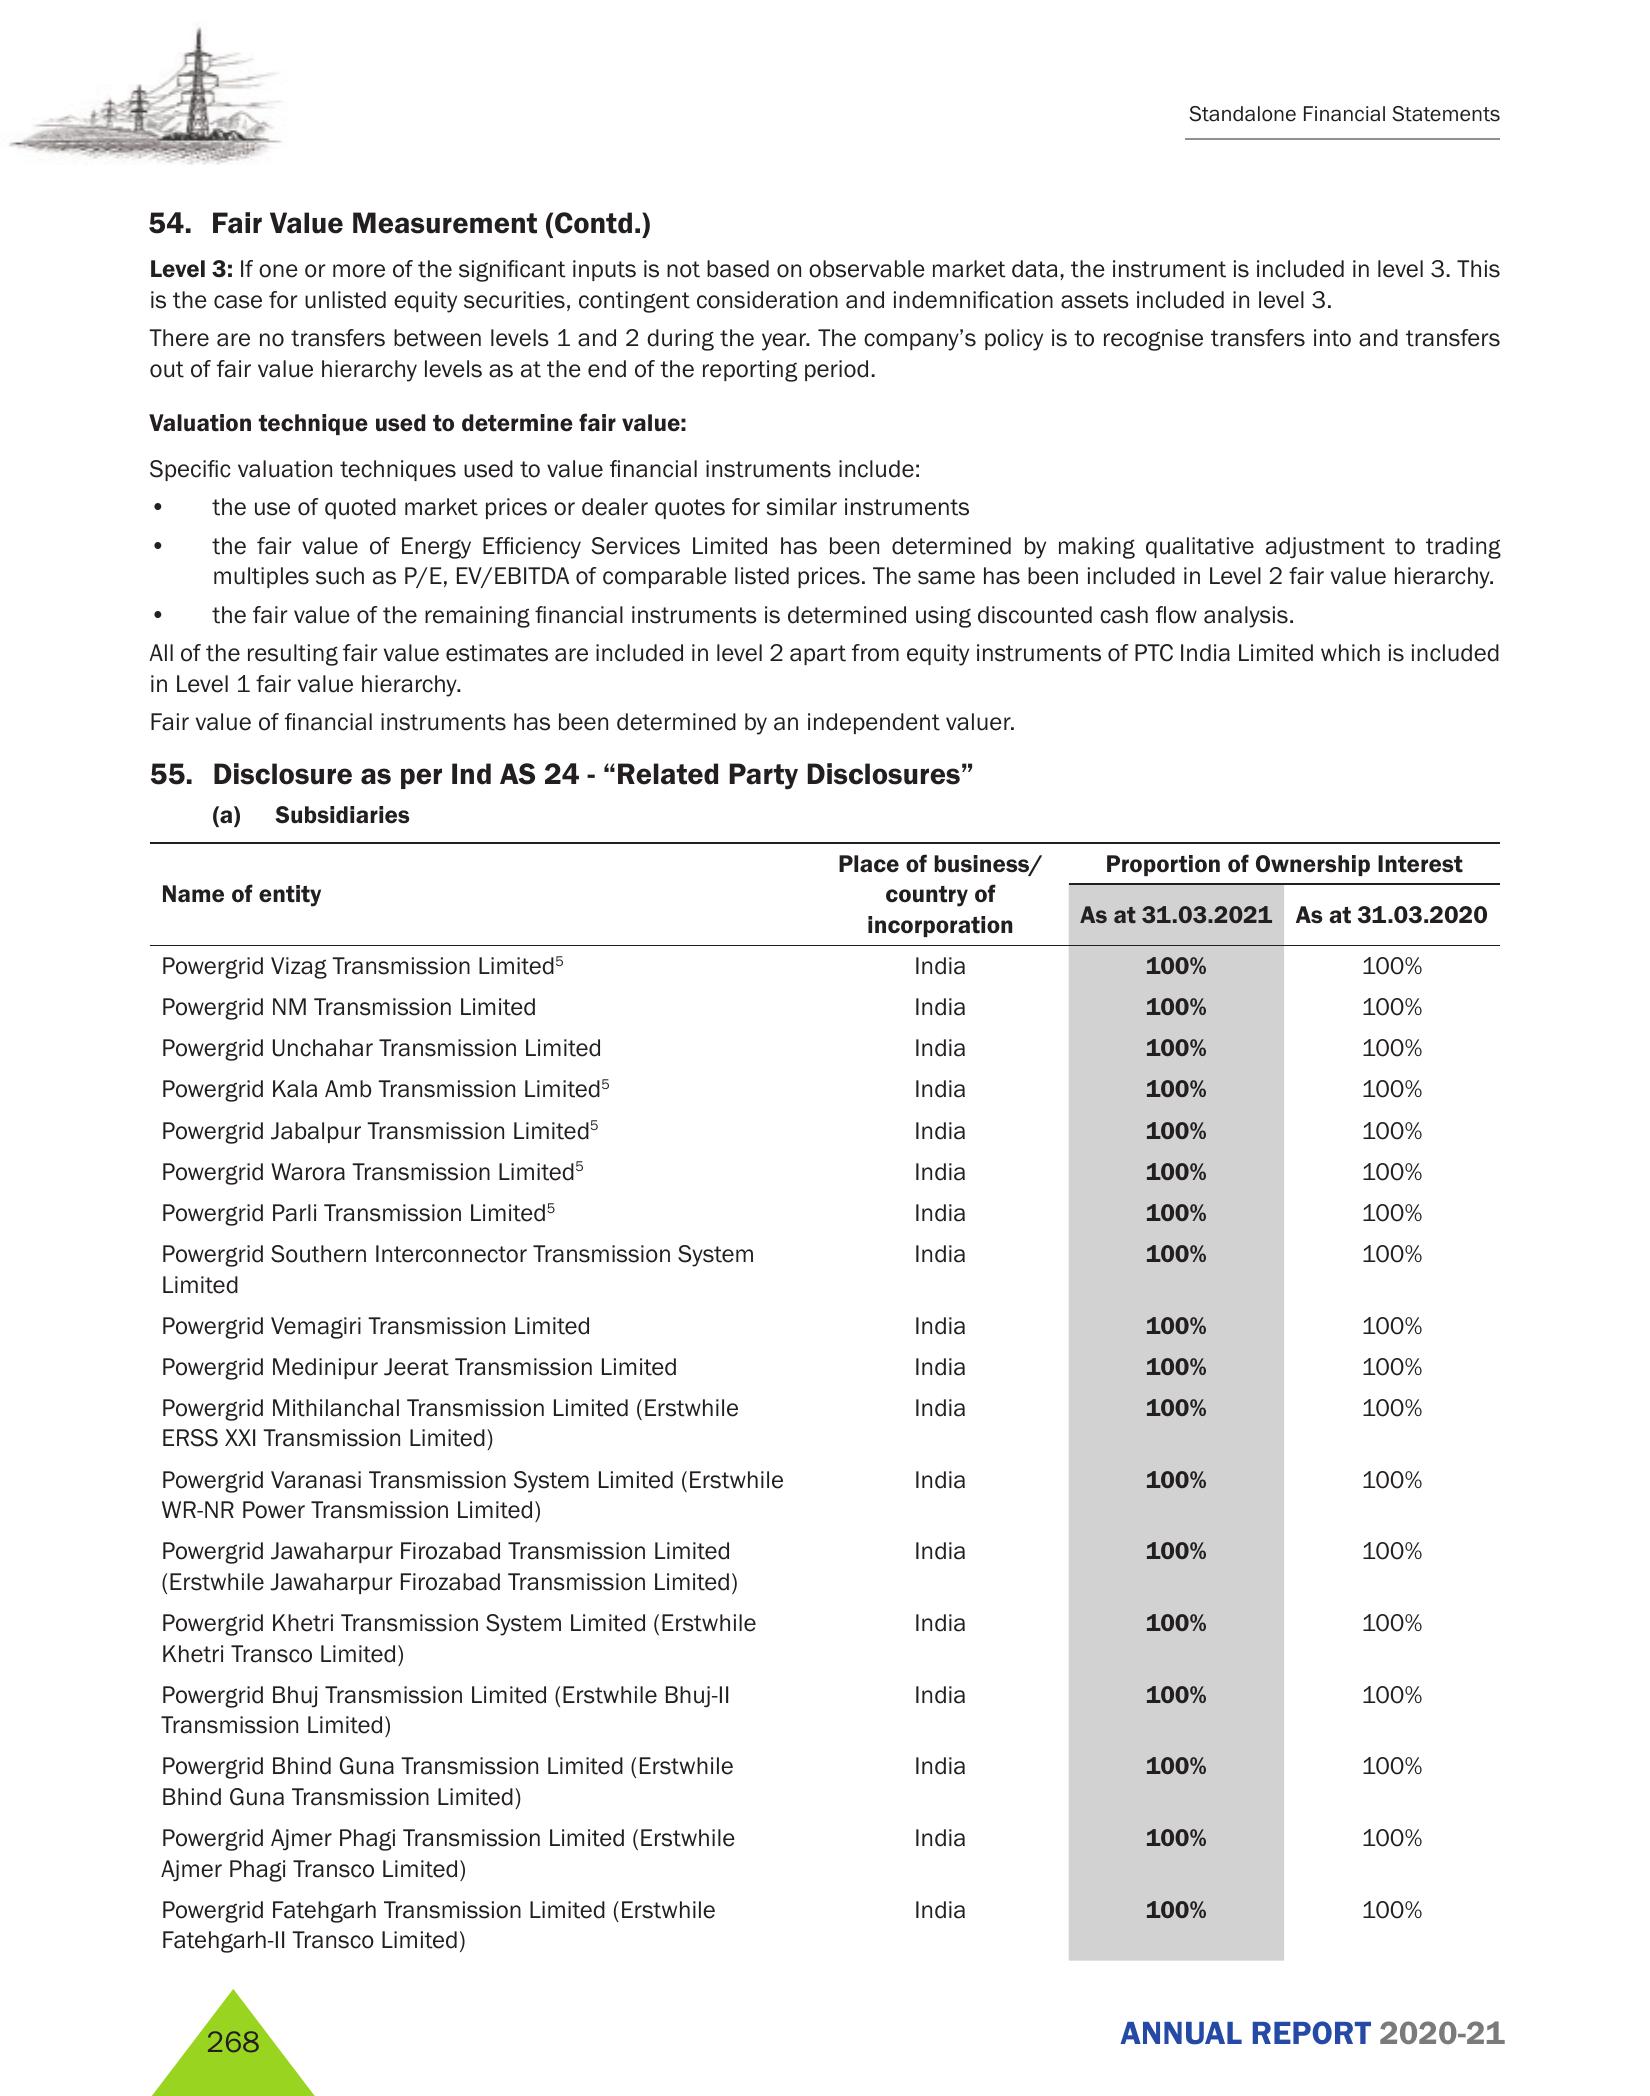 Standalone Financial Statements
54. Fair Value Measurement (Contd.)
Level 3: If one or more of the significant inputs is not based on observable market data, the instrument is included in level 3. This
is the case for unlisted equity securities, contingent consideration and indemnification assets included in level 3.
There are no transfers between levels 1 and 2 during the year. The company's policy is to recognise transfers into and transfers
out of fair value hierarchy levels as at the end of the reporting period.
Valuation technique used to determine fair value:
Specific valuation techniques used to value financial instruments include:
• the use of quoted market prices or dealer quotes for similar instruments
• the fair value of Energy Efficiency Services Limited has been determined by making qualitative adjustment to trading
multiples such as P/E, EV/EBITDA of comparable listed prices. The same has been included in Level 2 fair value hierarchy.
• the fair value of the remaining financial instruments is determined using discounted cash flow analysis.
All of the resulting fair value estimates are included in level 2 apart from equity instruments of PTC India Limited which is included
in Level 1 fair value hierarchy.
Fair value of financial instruments has been determined by an independent valuer.
55. Disclosure as per Ind AS 24 - “Related Party Disclosures”
(a) Subsidiaries
Name of entity
Place of business/
country of
incorporation
Proportion of Ownership Interest
As at 31.03.2021 As at 31.03.2020
Powergrid Vizag Transmission Limited⁵ India 100% 100%
Powergrid NM Transmission Limited India 100% 100%
Powergrid Unchahar Transmission Limited India 100% 100%
Powergrid Kala Amb Transmission Limited⁵ India 100% 100%
Powergrid Jabalpur Transmission Limited⁵ India 100% 100%
Powergrid Warora Transmission Limited⁵ India 100% 100%
Powergrid Parli Transmission Limited⁵ India 100% 100%
Powergrid Southern Interconnector Transmission System India 100% 100%
Limited
Powergrid Vemagiri Transmission Limited India 100% 100%
Powergrid Medinipur Jeerat Transmission Limited India 100% 100%
Powergrid Mithilanchal Transmission Limited (Erstwhile India 100% 100%
ERSS XXI Transmission Limited)
Powergrid Varanasi Transmission System Limited (Erstwhile India 100% 100%
WR-NR Power Transmission Limited)
Powergrid Jawaharpur Firozabad Transmission Limited India 100% 100%
(Erstwhile Jawaharpur Firozabad Transmission Limited)
Powergrid Khetri Transmission System Limited (Erstwhile India 100% 100%
Khetri Transco Limited)
Powergrid Bhuj Transmission Limited (Erstwhile Bhuj-II India 100% 100%
Transmission Limited)
Powergrid Bhind Guna Transmission Limited (Erstwhile India 100% 100%
Bhind Guna Transmission Limited)
Powergrid Ajmer Phagi Transmission Limited (Erstwhile India 100% 100%
Ajmer Phagi Transco Limited)
Powergrid Fatehgarh Transmission Limited (Erstwhile India 100% 100%
Fatehgarh-II Transco Limited)
268
ANNUAL REPORT 2020-21